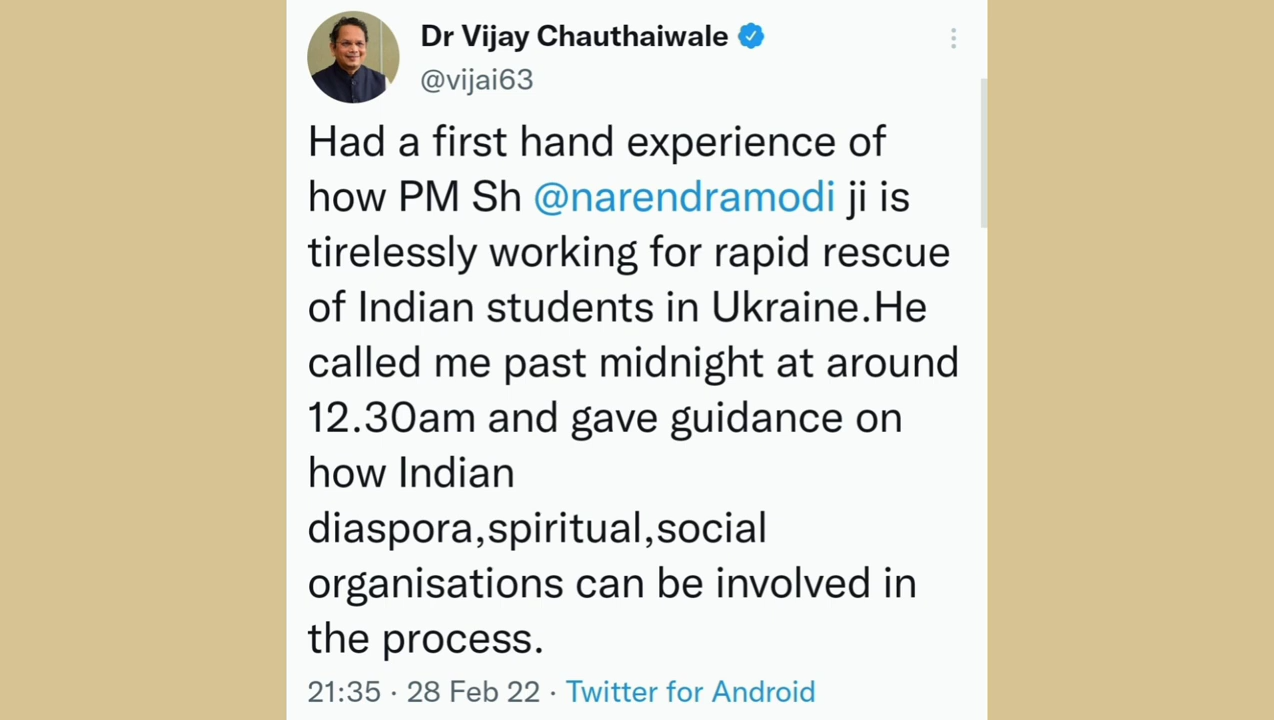 Dr Vijay Chauthaiwale
@vijai63
Had a first hand experience of
how PM Sh @narendramodi ji is
tirelessly working for rapid rescue
of Indian students in Ukraine.He
called me past midnight at around
12.30am and gave guidance on
how Indian
diaspora,spiritual,social
organisations can be involved in
the process.
21:35 · 28 Feb 22 · Twitter for Android